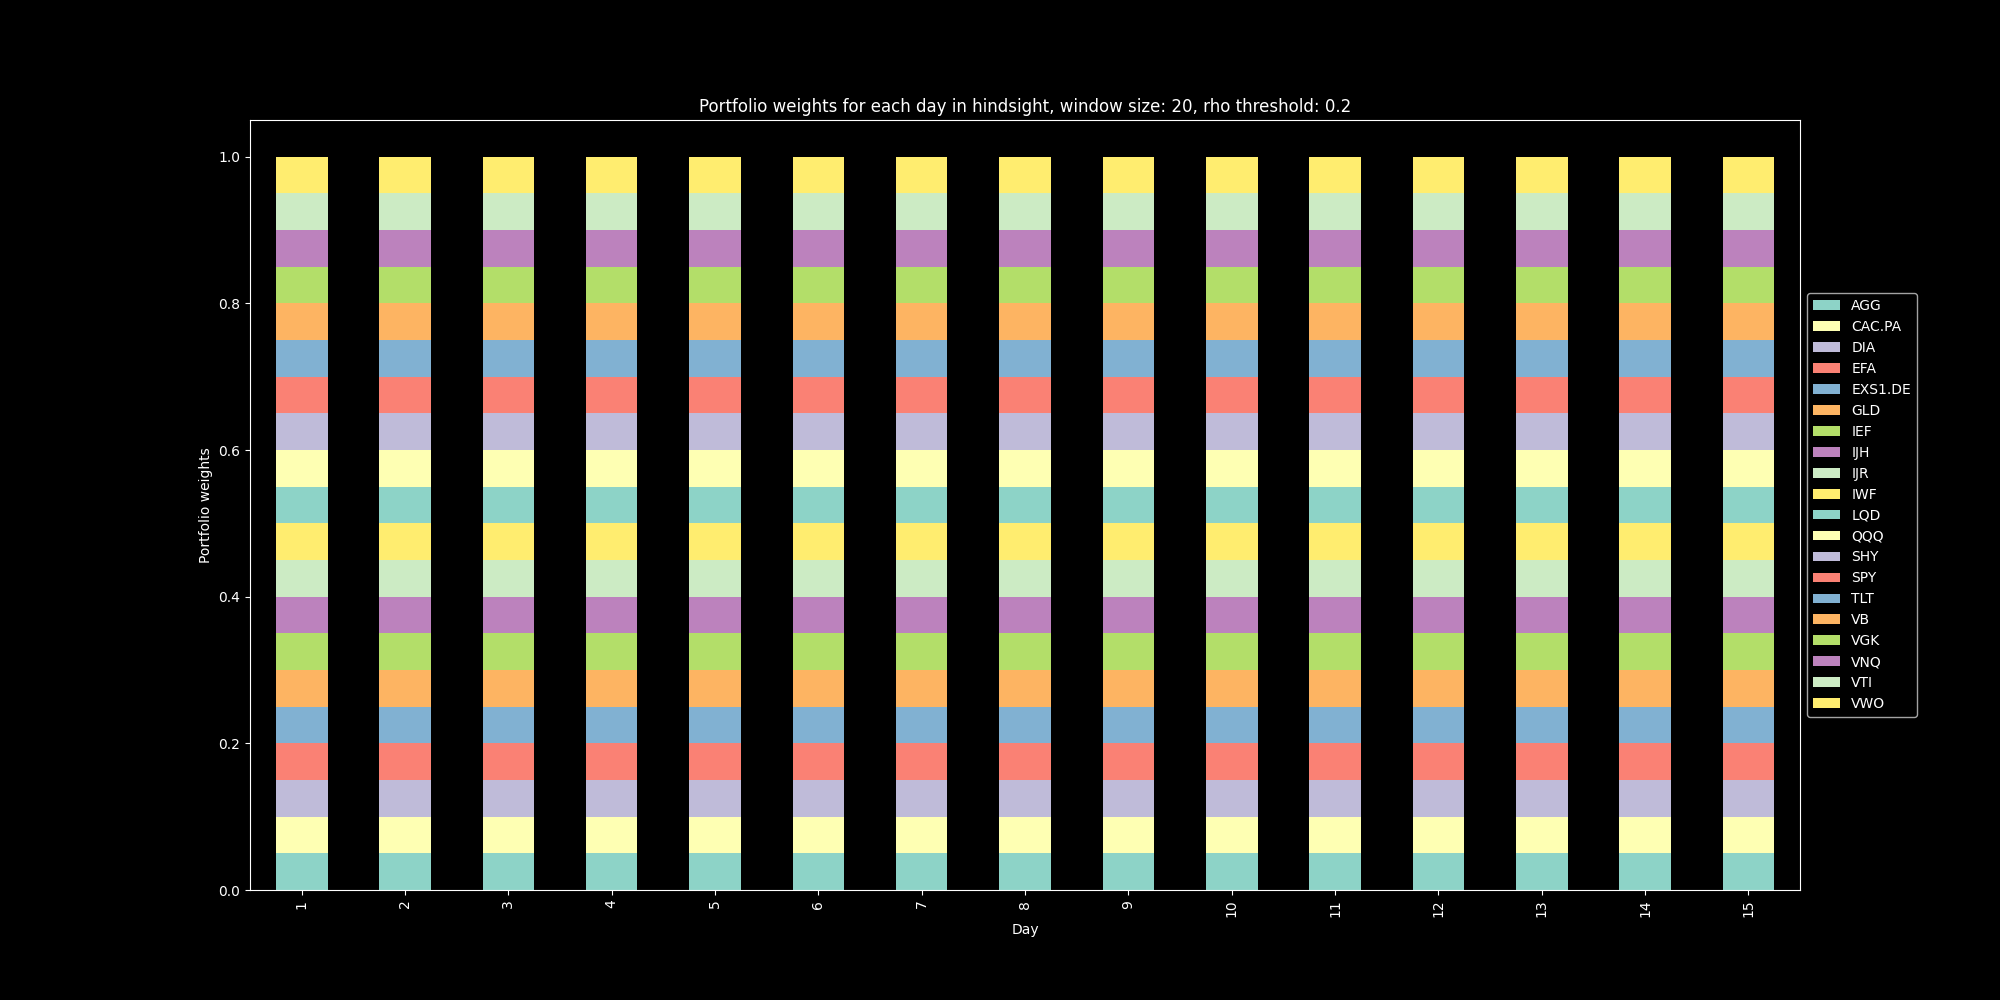 Portfolio weights for each day in hindsight, window size: 20, rho threshold: 0.2
Portfolio weights
1.0
0.8
0.6
0.4
0.2
0.0
1 2 3 4 5 6 7 8 9 10 11 12 13 14 15
Day
AGG
CAC.PA
DIA
EFA
EXS1.DE
GLD
IEF
IJH
IJR
IWF
LQD
QQQ
SHY
SPY
TLT
VB
VGK
VNQ
VTI
VWO